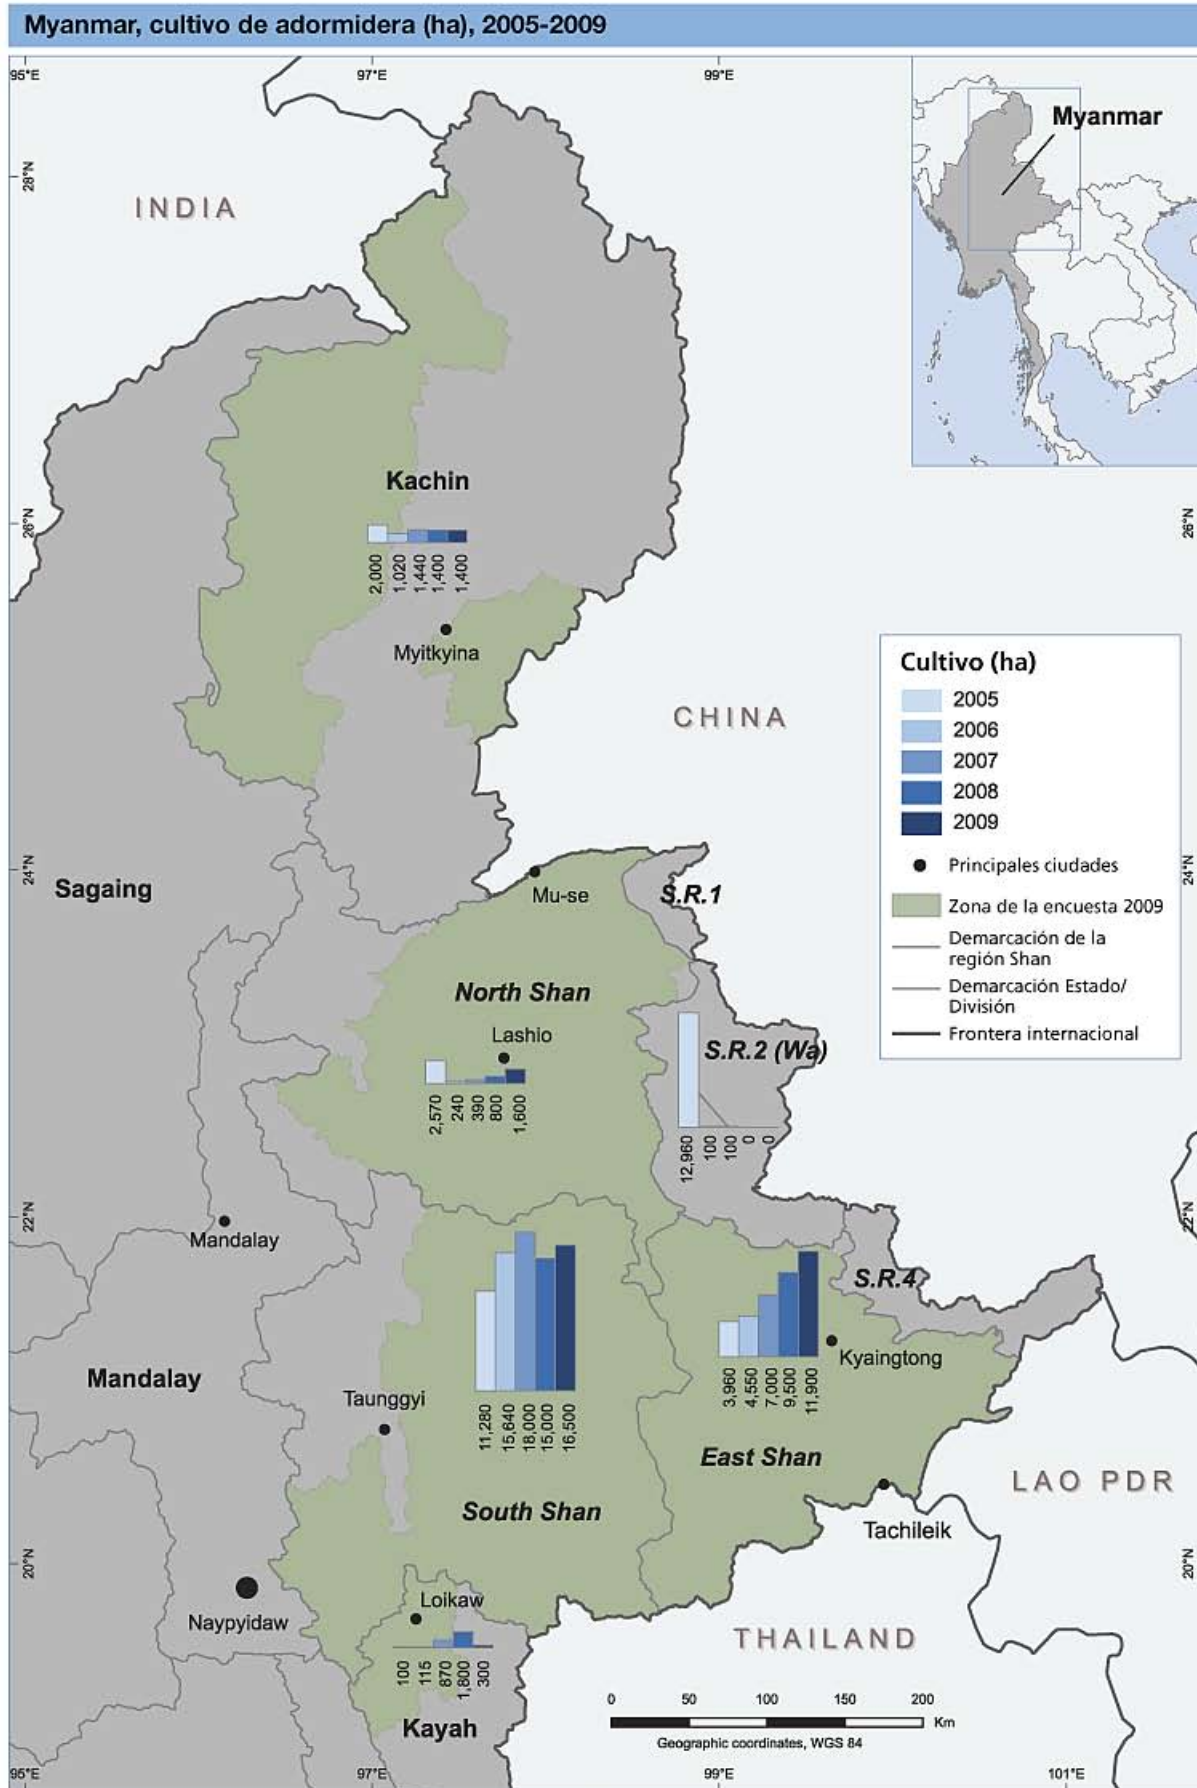 Myanmar, cultivo de adormidera (ha), 2005-2009
95°E
97°E
99°E
28°N
INDIA
Myanmar
Kachin
26°N
26°N
2,000
1,020
1,440
1,400
1,400
Myitkyina
CHINA
Cultivo (ha)
2005
2006
2007
2008
2009
Principales ciudades
Zona de la encuesta 2009
Demarcación de la
región Shan
Demarcación Estado/
División
Frontera internacional
24°N
24°N
Sagaing
Mu-se
S.R.1
North Shan
Lashio
S.R.2 (Wa)
2,570
240
390
800
1,600
12,960
100
100
0
0
22°N
22°N
Mandalay
S.R.4
Kyaingtong
3,960
4,550
7,000
9,500
11,900
Mandalay
Taunggyi
11,280
15,640
18,000
15,000
16,500
East Shan
South Shan
LAO PDR
Tachileik
20°N
20°N
Naypyidaw
Loikaw
100
115
870
1,800
300
THAILAND
Kayah
0
50
100
150
200
Km
Geographic coordinates, WGS 84
95°E
97°E
99°E
101°E